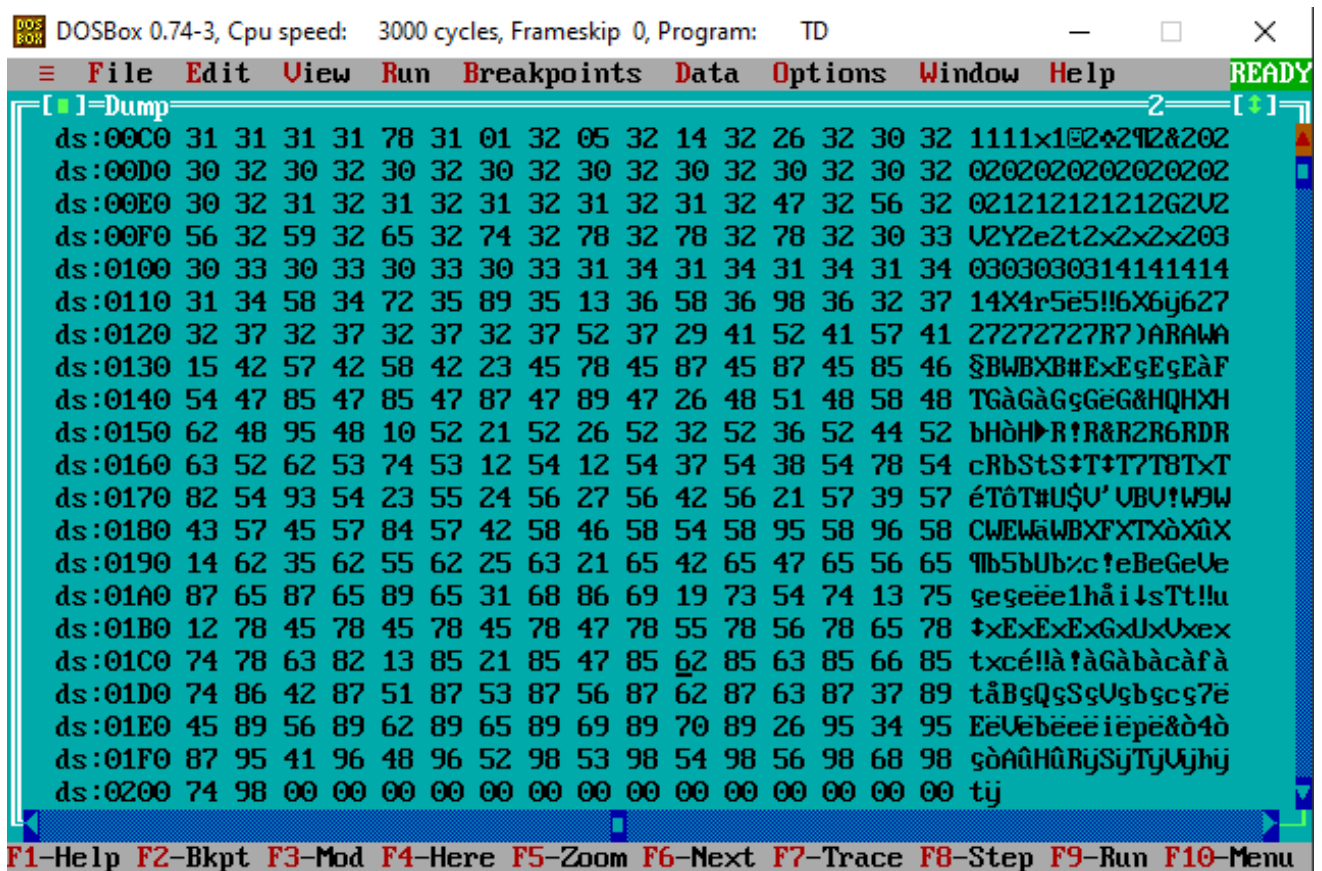 DOSBox 0.74-3, Cpu speed: 3000 cycles, Frameskip 0, Program: TD
≡ File Edit View Run Breakpoints Data Options Window Help READY
[■]=Dump 2 [↕]
ds:00C0 31 31 31 31 78 31 01 32 05 32 14 32 26 32 30 32 1111x1☺2♣2¶2&202
ds:00D0 30 32 30 32 30 32 30 32 30 32 30 32 30 32 30 32 0202020202020202
ds:00E0 30 32 31 32 31 32 31 32 31 32 31 32 47 32 56 32 021212121212G2V2
ds:00F0 56 32 59 32 65 32 74 32 78 32 78 32 78 32 30 33 V2Y2e2t2x2x2x203
ds:0100 30 33 30 33 30 33 30 33 31 34 31 34 31 34 31 34 0303030314141414
ds:0110 31 34 58 34 72 35 89 35 13 36 58 36 98 36 32 37 14X4r5ë5‼6X6ÿ627
ds:0120 32 37 32 37 32 37 32 37 52 37 29 41 52 41 57 41 27272727R7)ARAWA
ds:0130 15 42 57 42 58 42 23 45 78 45 87 45 87 45 85 46 §BWBXB#ExEçEçEàF
ds:0140 54 47 85 47 85 47 87 47 89 47 26 48 51 48 58 48 TGàGàGçGëG&HQHXH
ds:0150 62 48 95 48 10 52 21 52 26 52 32 52 36 52 44 52 bHòH►R!R&R2R6RDR
ds:0160 63 52 62 53 74 53 12 54 12 54 37 54 38 54 78 54 cRbStS↕T↕T7T8TxT
ds:0170 82 54 93 54 23 55 24 56 27 56 42 56 21 57 39 57 éTôT#U$V'VBV!W9W
ds:0180 43 57 45 57 84 57 42 58 46 58 54 58 95 58 96 58 CWEWäWBXFXTXòXûX
ds:0190 14 62 35 62 55 62 25 63 21 65 42 65 47 65 56 65 ¶b5bUb%c!eBeGeVe
ds:01A0 87 65 87 65 89 65 31 68 86 69 19 73 54 74 13 75 çeçeëe1håi↓sTt‼u
ds:01B0 12 78 45 78 45 78 45 78 47 78 55 78 56 78 65 78 ↕xExExExGxUxVxex
ds:01C0 74 78 63 82 13 85 21 85 47 85 62 85 63 85 66 85 txcé‼à!àGàbàcàfà
ds:01D0 74 86 42 87 51 87 53 87 56 87 62 87 63 87 37 89 tåBçQçSçVçbçcç7ë
ds:01E0 45 89 56 89 62 89 65 89 69 89 70 89 26 95 34 95 EëVëbëeëiëpë&ò4ò
ds:01F0 87 95 41 96 48 96 52 98 53 98 54 98 56 98 68 98 çòAûHûRÿSÿTÿVÿhÿ
ds:0200 74 98 00 00 00 00 00 00 00 00 00 00 00 00 00 00 tÿ
F1-Help F2-Bkpt F3-Mod F4-Here F5-Zoom F6-Next F7-Trace F8-Step F9-Run F10-Menu